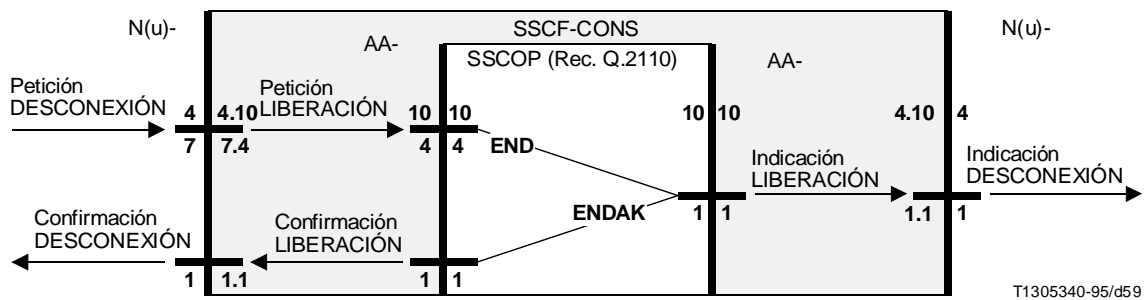 N(u)-
SSCF-CONS
N(u)-
AA-
SSCOP (Rec. Q.2110)
AA-
Petición
DESCONEXIÓN
4 4.10
7 7.4
Petición
LIBERACIÓN
10 10
4 4
END
10 10
1 1
Indicación
LIBERACIÓN
4.10 4
1.1 1
Indicación
DESCONEXIÓN
ENDAK
Confirmación
DESCONEXIÓN
1 1.1
Confirmación
LIBERACIÓN
1 1
T1305340-95/d59